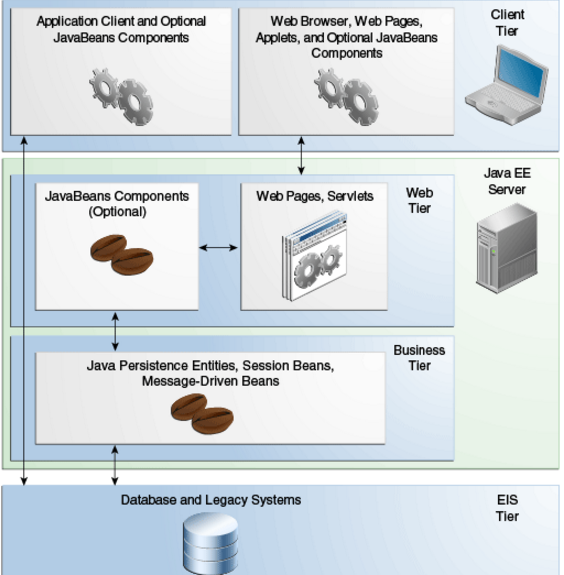 Application Client and Optional
JavaBeans Components
Web Browser, Web Pages,
Applets, and Optional JavaBeans
Components
Client
Tier
Java EE
Server
JavaBeans Components
(Optional)
Web Pages, Servlets
Web
Tier
Java Persistence Entities, Session Beans,
Message-Driven Beans
Business
Tier
Database and Legacy Systems
EIS
Tier